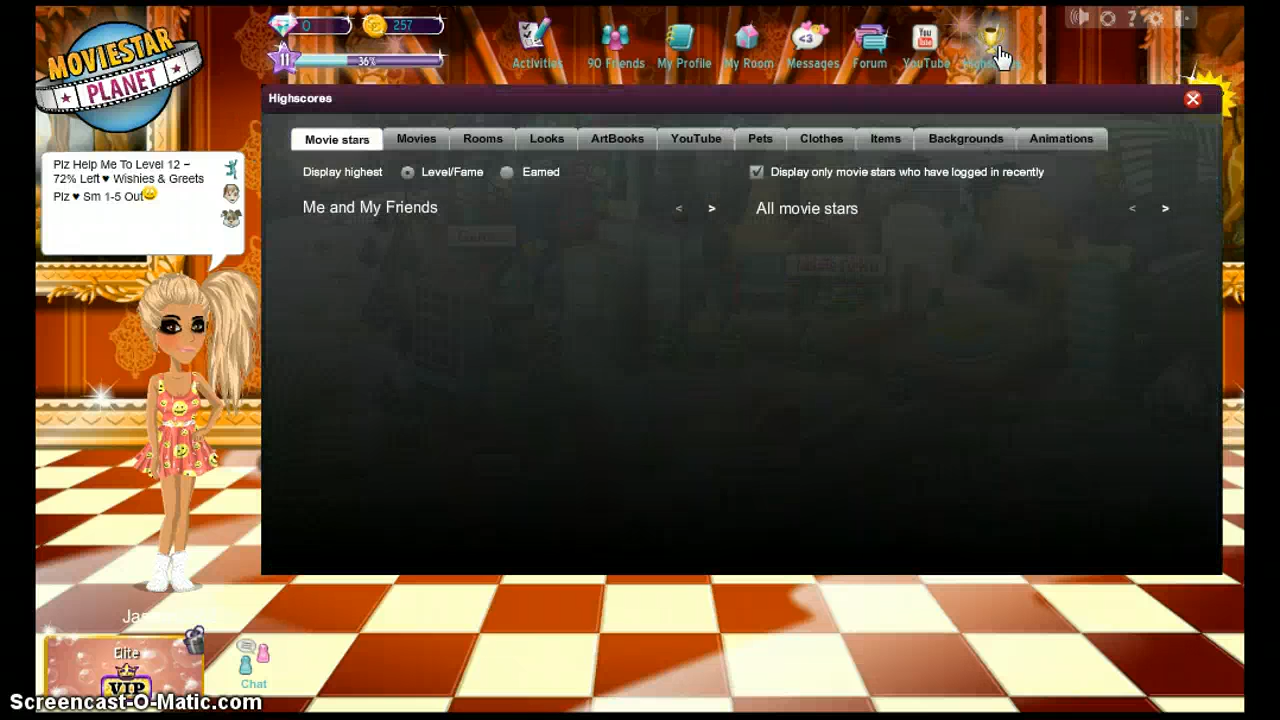 MOVIESTAR
PLANET
0
257
11
36%
Activities
90 Friends
My Profile
My Room
<3
Messages
Forum
You
Tube
YouTube
?
Highscores
Movie stars
Movies
Rooms
Looks
ArtBooks
YouTube
Pets
Clothes
Items
Backgrounds
Animations
Display highest
Level/Fame
Earned
Display only movie stars who have logged in recently
Me and My Friends
<
>
All movie stars
<
>
Plz Help Me To Level 12 ~
72% Left ♥ Wishies & Greets
Plz ♥ Sm 1-5 Out
Elite
VIP
Chat
Screencast-O-Matic.com